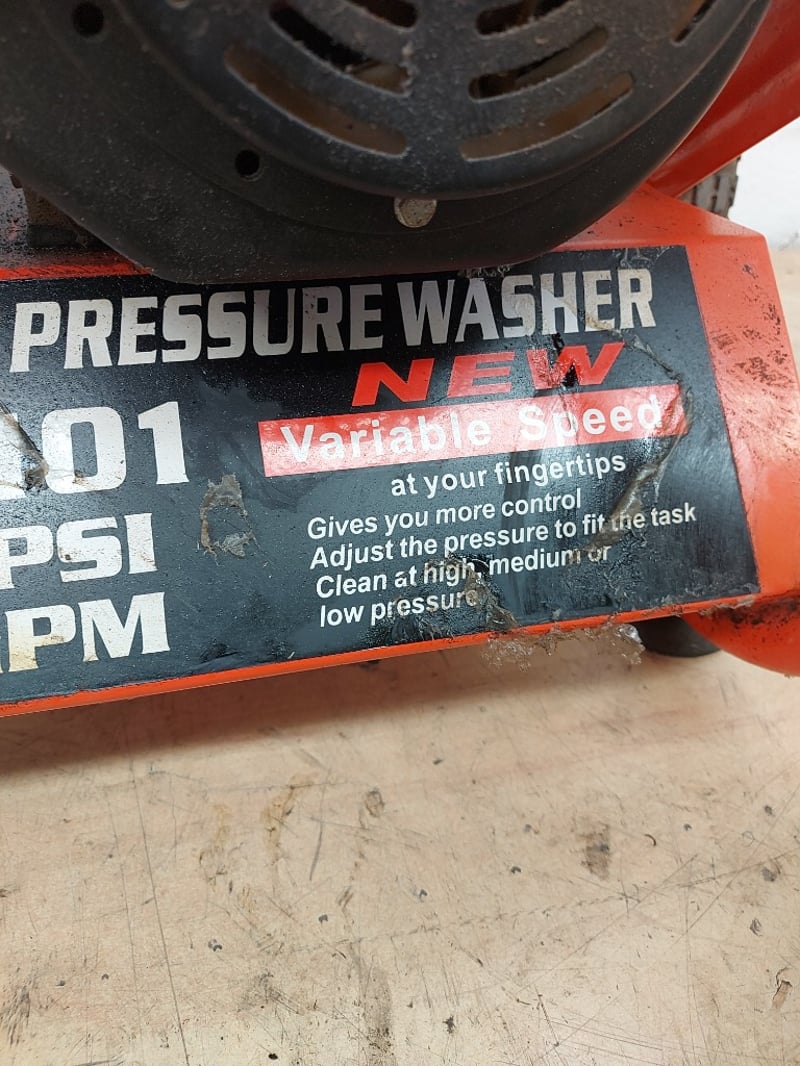 PRESSURE WASHER
NEW
Variable Speed
at your fingertips
Gives you more control
Adjust the pressure to fit the task
Clean at high, medium or
low pressure
01
PSI
PM